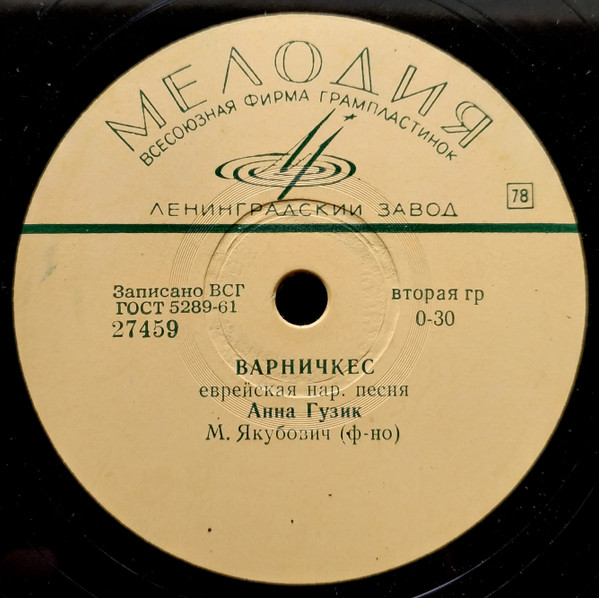 МЕЛОДИЯ
ВСЕСОЮЗНАЯ ФИРМА ГРАМПЛАСТИНОК
ЛЕНИНГРАДСКИЙ ЗАВОД
78
Записано ВСГ
ГОСТ 5289-61
27459
вторая гр
0-30
ВАРНИЧКЕС
еврейская нар. песня
Анна Гузик
М. Якубович (ф-но)